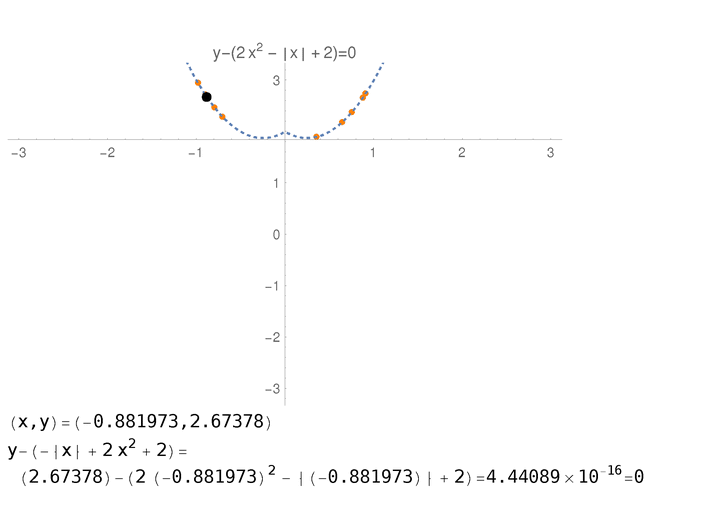 y−(2 x² − |x| + 2)=0
3
−3 −2 −1 1 2 3
1
0
−1
−2
−3
(x,y)=(−0.881973,2.67378)
y−(−|x| + 2 x² + 2)=
(2.67378)−(2 (−0.881973)² − |(−0.881973)| + 2)=4.44089×10⁻¹⁶=0